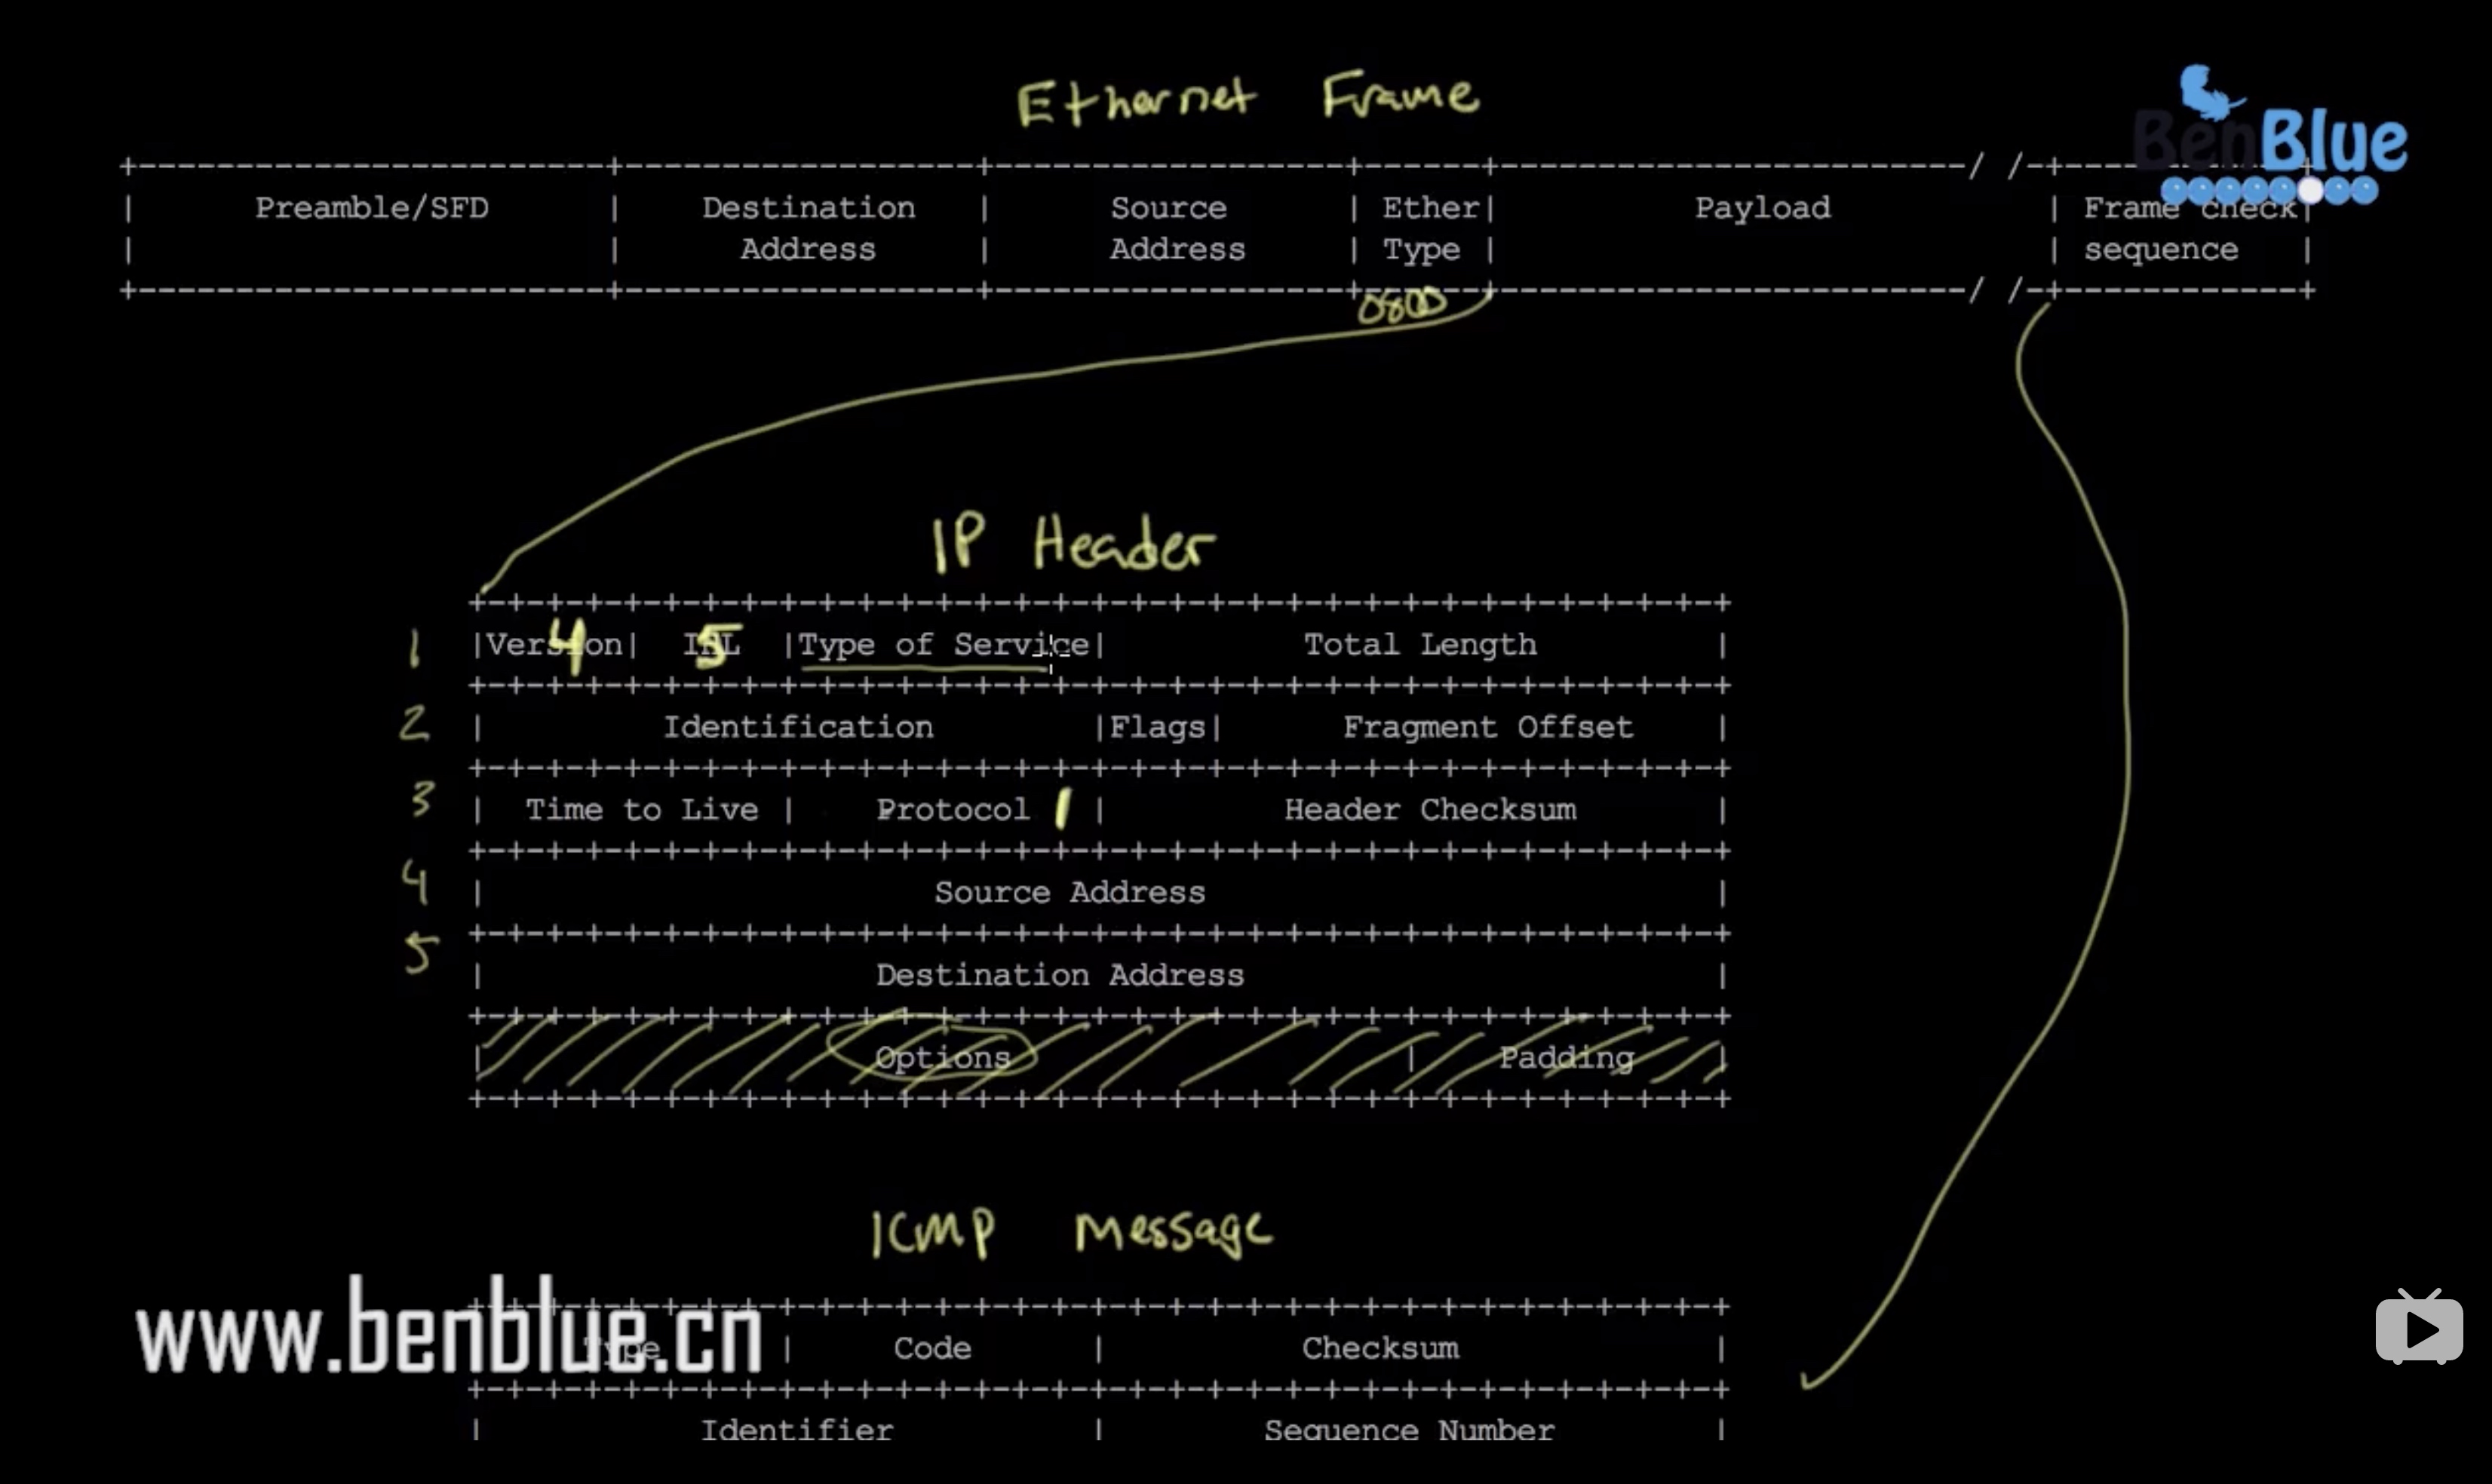 Ethernet Frame
BenBlue
Preamble/SFD Destination Source Ether Payload Frame check
Address Address Type sequence
0800
IP Header
1 Version 4 IHL 5 Type of Service Total Length
2 Identification Flags Fragment Offset
3 Time to Live Protocol 1 Header Checksum
4 Source Address
5 Destination Address
Options Padding
ICMP Message
www.benblue.cn
Type Code Checksum
Identifier Sequence Number